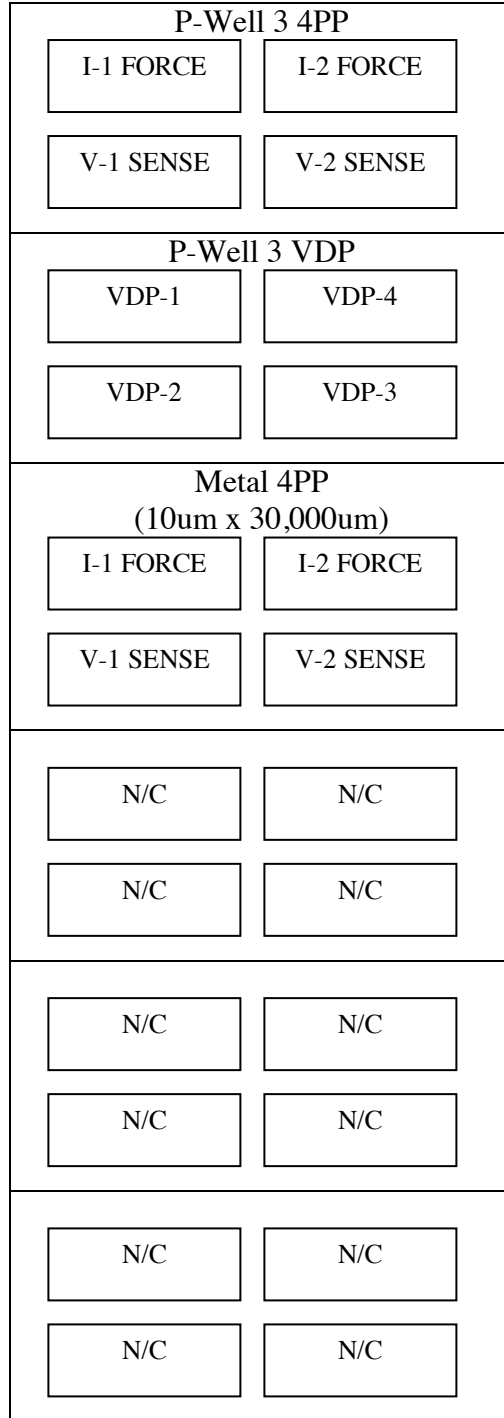 P-Well 3 4PP
I-1 FORCE I-2 FORCE
V-1 SENSE V-2 SENSE
P-Well 3 VDP
VDP-1 VDP-4
VDP-2 VDP-3
Metal 4PP
(10um x 30,000um)
I-1 FORCE I-2 FORCE
V-1 SENSE V-2 SENSE
N/C N/C
N/C N/C
N/C N/C
N/C N/C
N/C N/C
N/C N/C